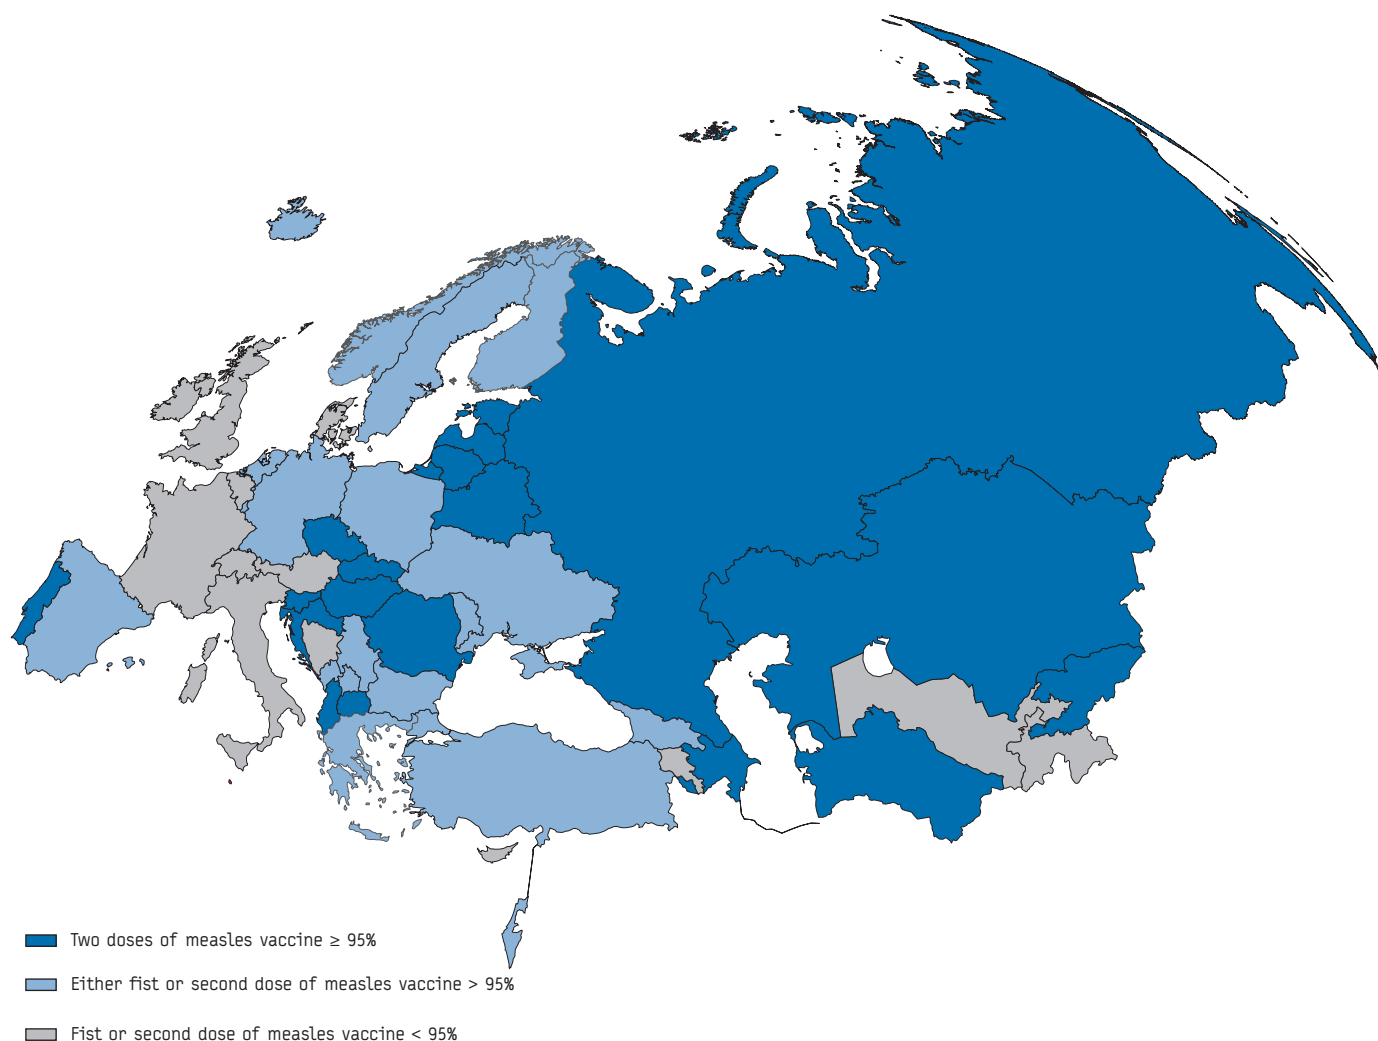 Two doses of measles vaccine ≥ 95%
Either fist or second dose of measles vaccine > 95%
Fist or second dose of measles vaccine < 95%